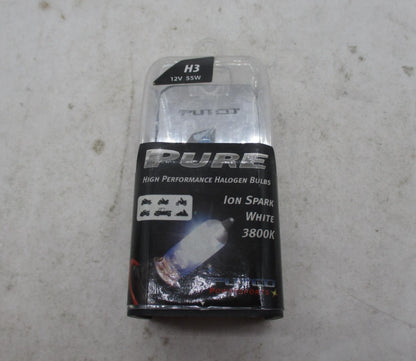 H3
12V 55W
PURE
HIGH PERFORMANCE HALOGEN BULBS
ION SPARK
WHITE
3800K